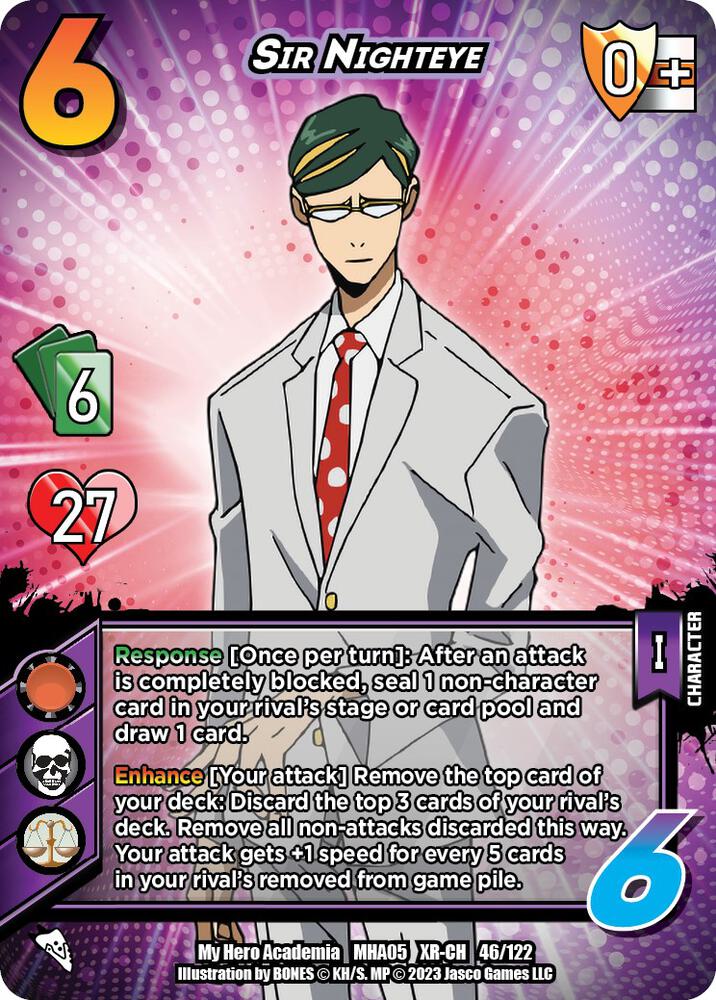 6
SIR NIGHTEYE
0 +
6
27
I
CHARACTER
Response [Once per turn]: After an attack
is completely blocked, seal 1 non-character
card in your rival's stage or card pool and
draw 1 card.
Enhance [Your attack] Remove the top card of
your deck: Discard the top 3 cards of your rival's
deck. Remove all non-attacks discarded this way.
Your attack gets +1 speed for every 5 cards
in your rival's removed from game pile.
6
My Hero Academia MHA05 XR-CH 46/122
Illustration by BONES © KH/S. MP © 2023 Jasco Games LLC